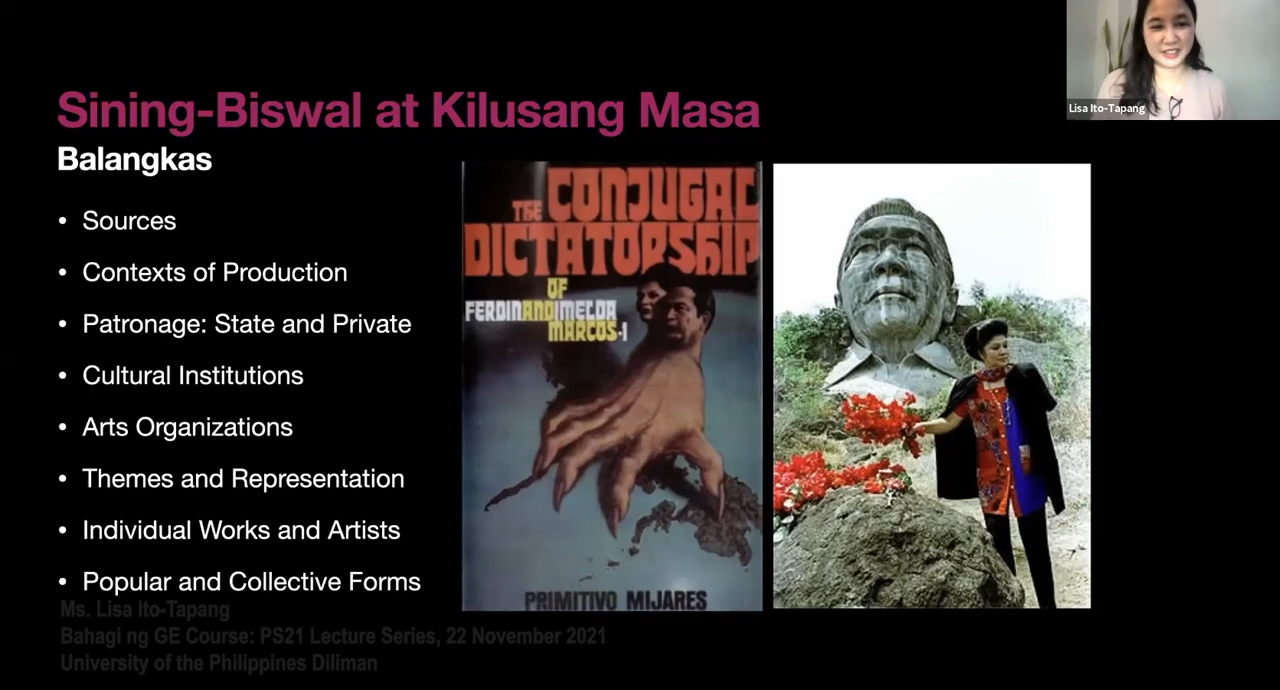 Lisa Ito-Tapang
Sining-Biswal at Kilusang Masa
Balangkas
• Sources
• Contexts of Production
• Patronage: State and Private
• Cultural Institutions
• Arts Organizations
• Themes and Representation
• Individual Works and Artists
• Popular and Collective Forms
THE CONJUGAL
DICTATORSHIP
OF
FERDINANDIMELDA
MARCOS-I
PRIMITIVO MIJARES
Ms. Lisa Ito-Tapang
Bahagi ng GE Course: PS21 Lecture Series, 22 November 2021
University of the Philippines Diliman